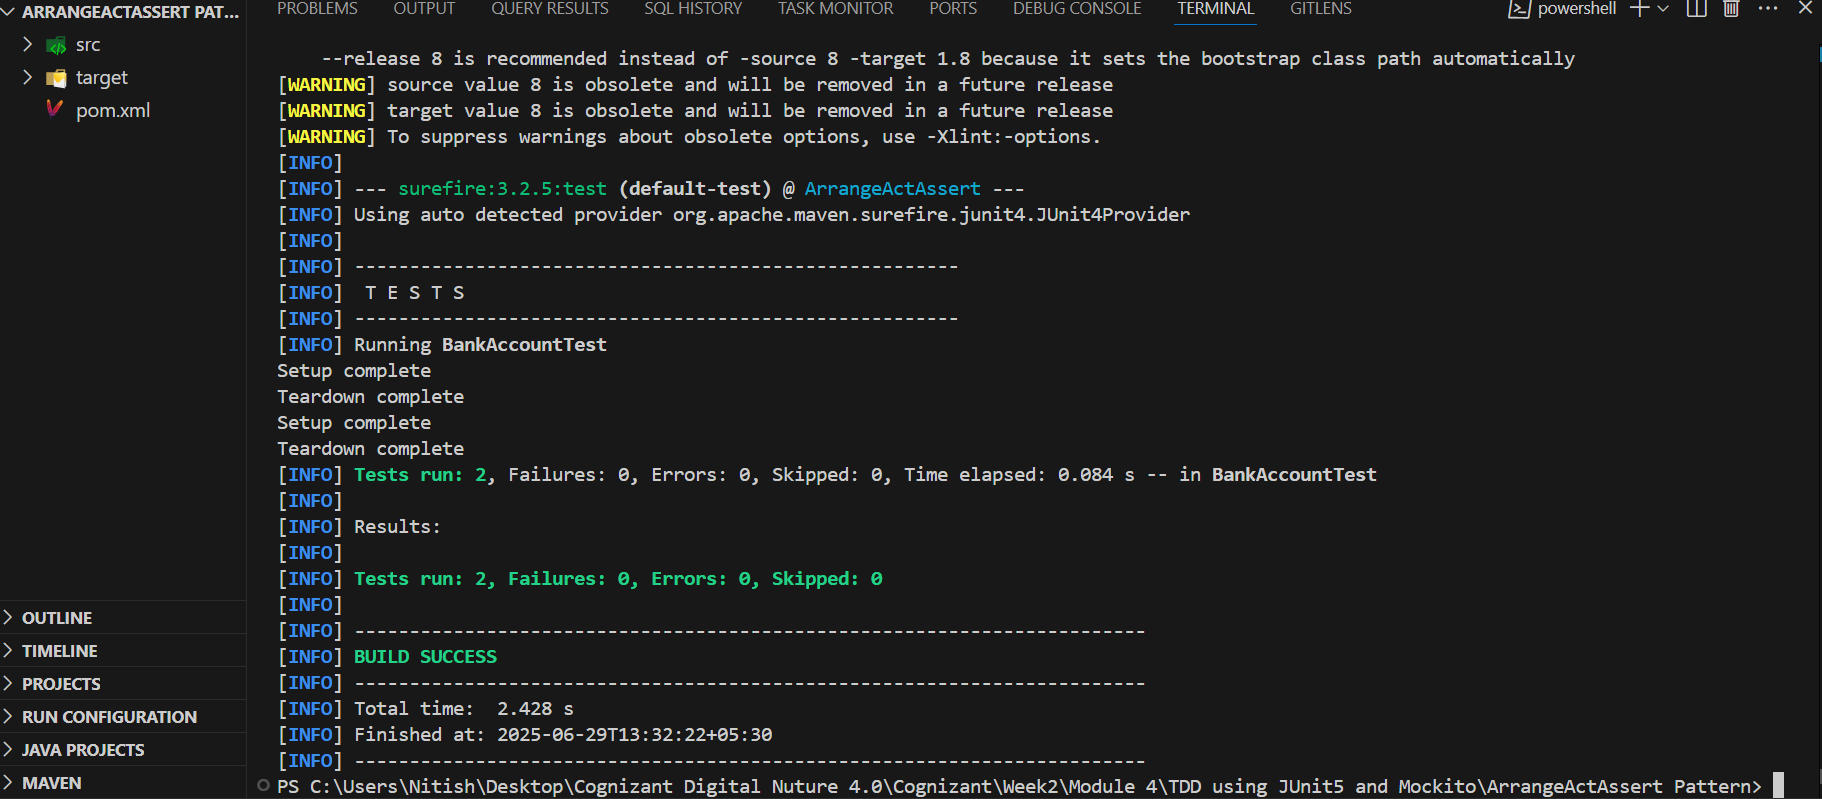 ARRANGEACTASSERT PAT...
src
target
pom.xml
OUTLINE
TIMELINE
PROJECTS
RUN CONFIGURATION
JAVA PROJECTS
MAVEN
PROBLEMS OUTPUT QUERY RESULTS SQL HISTORY TASK MONITOR PORTS DEBUG CONSOLE TERMINAL GITLENS powershell
--release 8 is recommended instead of -source 8 -target 1.8 because it sets the bootstrap class path automatically
[WARNING] source value 8 is obsolete and will be removed in a future release
[WARNING] target value 8 is obsolete and will be removed in a future release
[WARNING] To suppress warnings about obsolete options, use -Xlint:-options.
[INFO]
[INFO] --- surefire:3.2.5:test (default-test) @ ArrangeActAssert ---
[INFO] Using auto detected provider org.apache.maven.surefire.junit4.JUnit4Provider
[INFO]
[INFO] -------------------------------------------------------
[INFO]  T E S T S
[INFO] -------------------------------------------------------
[INFO] Running BankAccountTest
Setup complete
Teardown complete
Setup complete
Teardown complete
[INFO] Tests run: 2, Failures: 0, Errors: 0, Skipped: 0, Time elapsed: 0.084 s -- in BankAccountTest
[INFO]
[INFO] Results:
[INFO]
[INFO] Tests run: 2, Failures: 0, Errors: 0, Skipped: 0
[INFO]
[INFO] ------------------------------------------------------------------------
[INFO] BUILD SUCCESS
[INFO] ------------------------------------------------------------------------
[INFO] Total time:  2.428 s
[INFO] Finished at: 2025-06-29T13:32:22+05:30
[INFO] ------------------------------------------------------------------------
PS C:\Users\Nitish\Desktop\Cognizant Digital Nuture 4.0\Cognizant\Week2\Module 4\TDD using JUnit5 and Mockito\ArrangeActAssert Pattern>